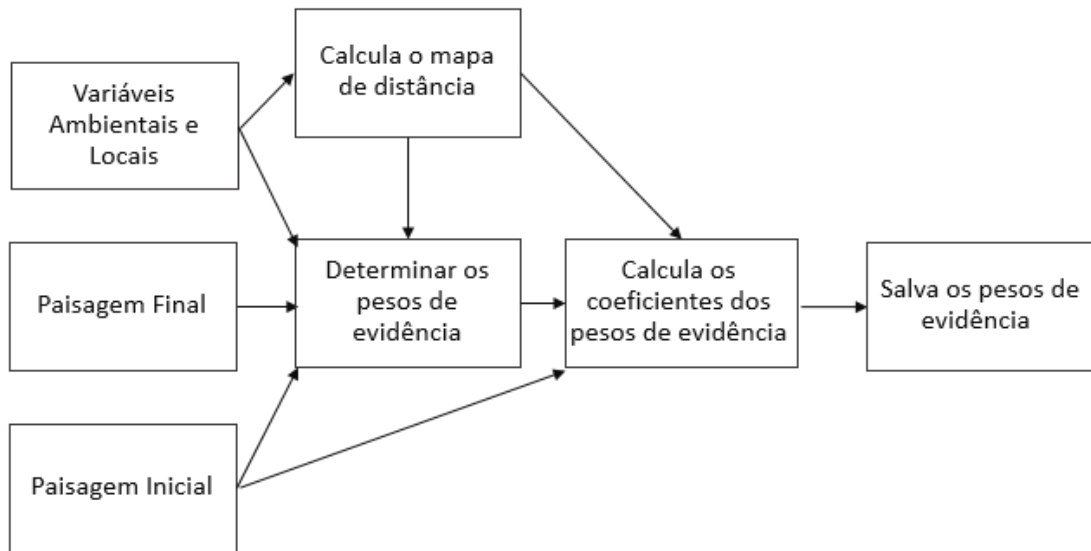 Calcula o mapa
de distância
Variáveis
Ambientais e
Locais
Paisagem Final
Determinar os
pesos de
evidência
Calcula os
coeficientes dos
pesos de evidência
Salva os pesos de
evidência
Paisagem Inicial